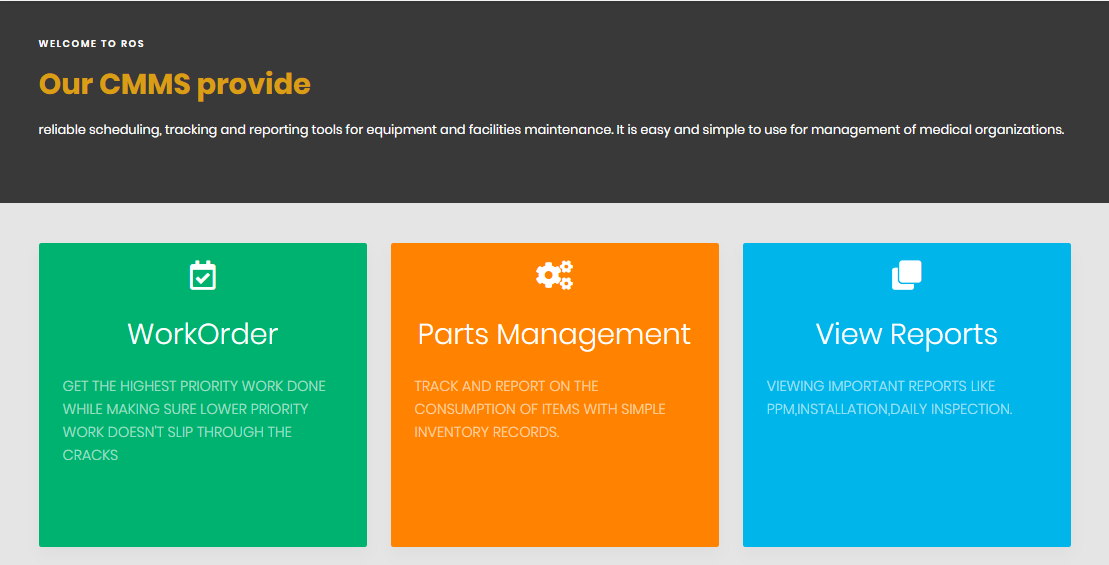 WELCOME TO ROS
Our CMMS provide
reliable scheduling, tracking and reporting tools for equipment and facilities maintenance. It is easy and simple to use for management of medical organizations.
WorkOrder
GET THE HIGHEST PRIORITY WORK DONE
WHILE MAKING SURE LOWER PRIORITY
WORK DOESN'T SLIP THROUGH THE
CRACKS
Parts Management
TRACK AND REPORT ON THE
CONSUMPTION OF ITEMS WITH SIMPLE
INVENTORY RECORDS.
View Reports
VIEWING IMPORTANT REPORTS LIKE
PPM,INSTALLATION,DAILY INSPECTION.